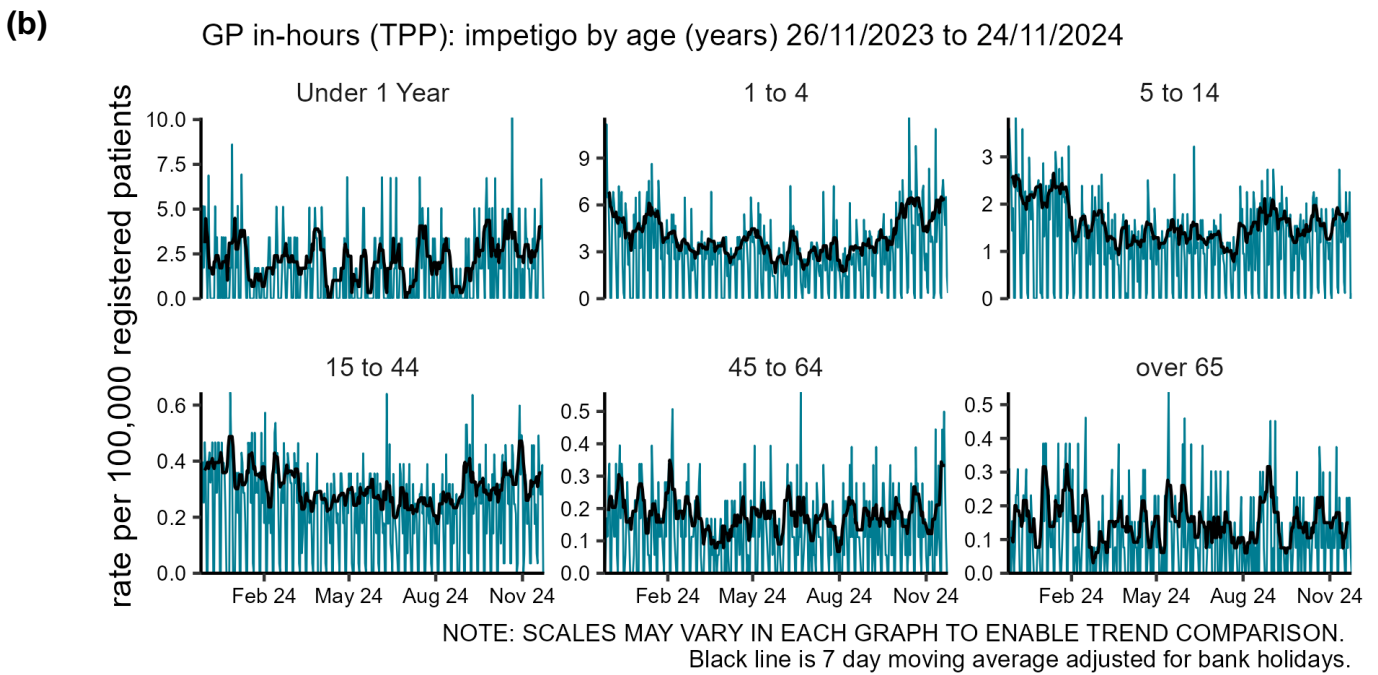 (b)
GP in-hours (TPP): impetigo by age (years) 26/11/2023 to 24/11/2024
rate per 100,000 registered patients
Under 1 Year
10.0
7.5
5.0
2.5
0.0
1 to 4
9
6
3
0
5 to 14
3
2
1
0
15 to 44
0.6
0.4
0.2
0.0
Feb 24 May 24 Aug 24 Nov 24
45 to 64
0.5
0.4
0.3
0.2
0.1
0.0
Feb 24 May 24 Aug 24 Nov 24
over 65
0.5
0.4
0.3
0.2
0.1
0.0
Feb 24 May 24 Aug 24 Nov 24
NOTE: SCALES MAY VARY IN EACH GRAPH TO ENABLE TREND COMPARISON.
Black line is 7 day moving average adjusted for bank holidays.